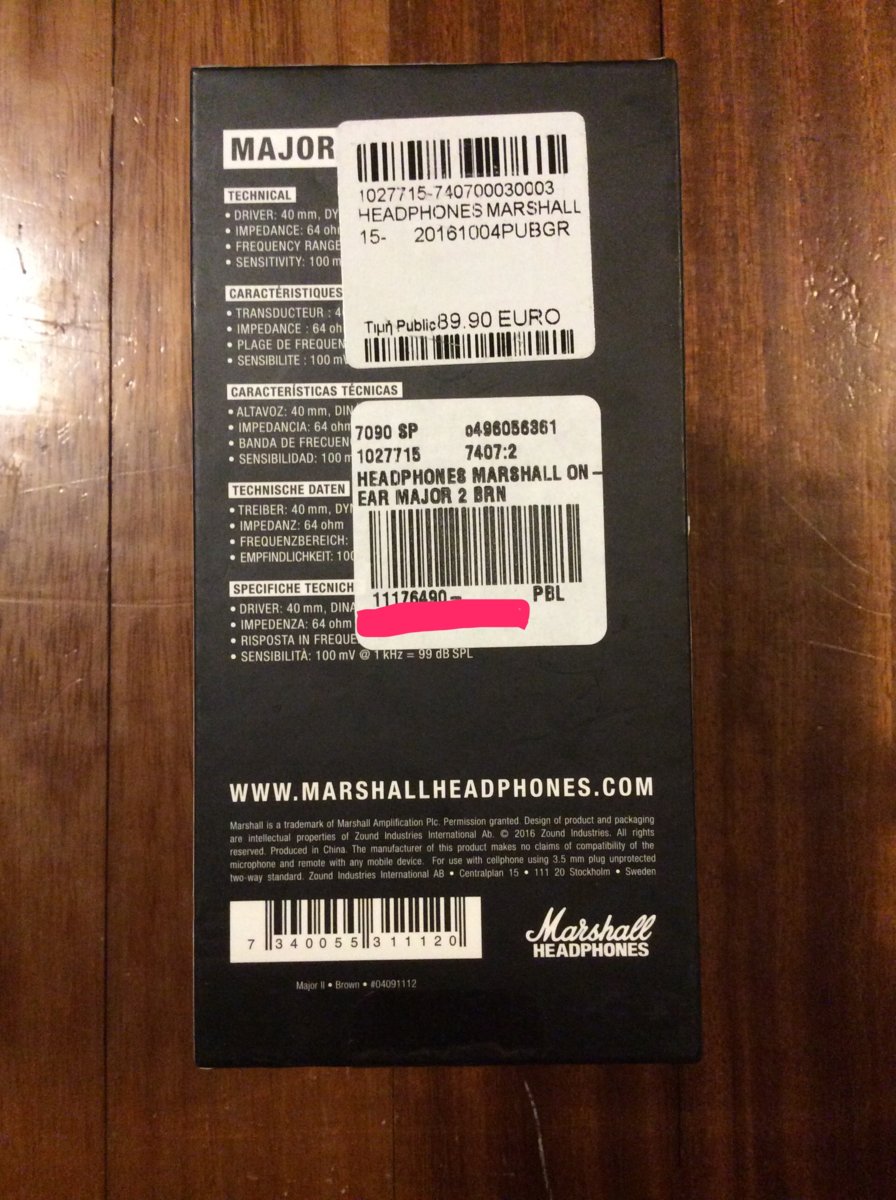 MAJOR
TECHNICAL
• DRIVER: 40 mm, DY
• IMPEDANCE: 64 oh
• FREQUENCY RANGE
• SENSITIVITY: 100 m
CARACTÉRISTIQUES
• TRANSDUCTEUR : 4
• IMPEDANCE : 64 oh
• PLAGE DE FREQUEN
• SENSIBILITE : 100 mV
CARACTERÍSTICAS TÉCNICAS
• ALTAVOZ: 40 mm, DIN
• IMPEDANCIA: 64 ohm
• BANDA DE FRECUEN
• SENSIBILIDAD: 100 m
TECHNISCHE DATEN
• TREIBER: 40 mm, DYN
• IMPEDANZ: 64 ohm
• FREQUENZBEREICH:
• EMPFINDLICHKEIT: 100
SPECIFICHE TECNICH
• DRIVER: 40 mm, DINA
• IMPEDENZA: 64 ohm
• RISPOSTA IN FREQUE
• SENSIBILITÀ: 100 mV @ 1 kHz = 99 dB SPL
1027715-740700030003
HEADPHONES MARSHALL
15- 20161004PUBGR
Τιμή Public 89.90 EURO
7090 SP o496056361
1027715 7407:2
HEADPHONES MARSHALL ON-
EAR MAJOR 2 BRN
11176490- PBL
WWW.MARSHALLHEADPHONES.COM
Marshall is a trademark of Marshall Amplification Plc. Permission granted. Design of product and packaging
are intellectual properties of Zound Industries International Ab. © 2016 Zound Industries. All rights
reserved. Produced in China. The manufacturer of this product makes no claims of compatibility of the
microphone and remote with any mobile device. For use with cellphone using 3.5 mm plug unprotected
two-way standard. Zound Industries International AB • Centralplan 15 • 111 20 Stockholm • Sweden
7 340055 311120
Marshall
HEADPHONES
Major II • Brown • #04091112